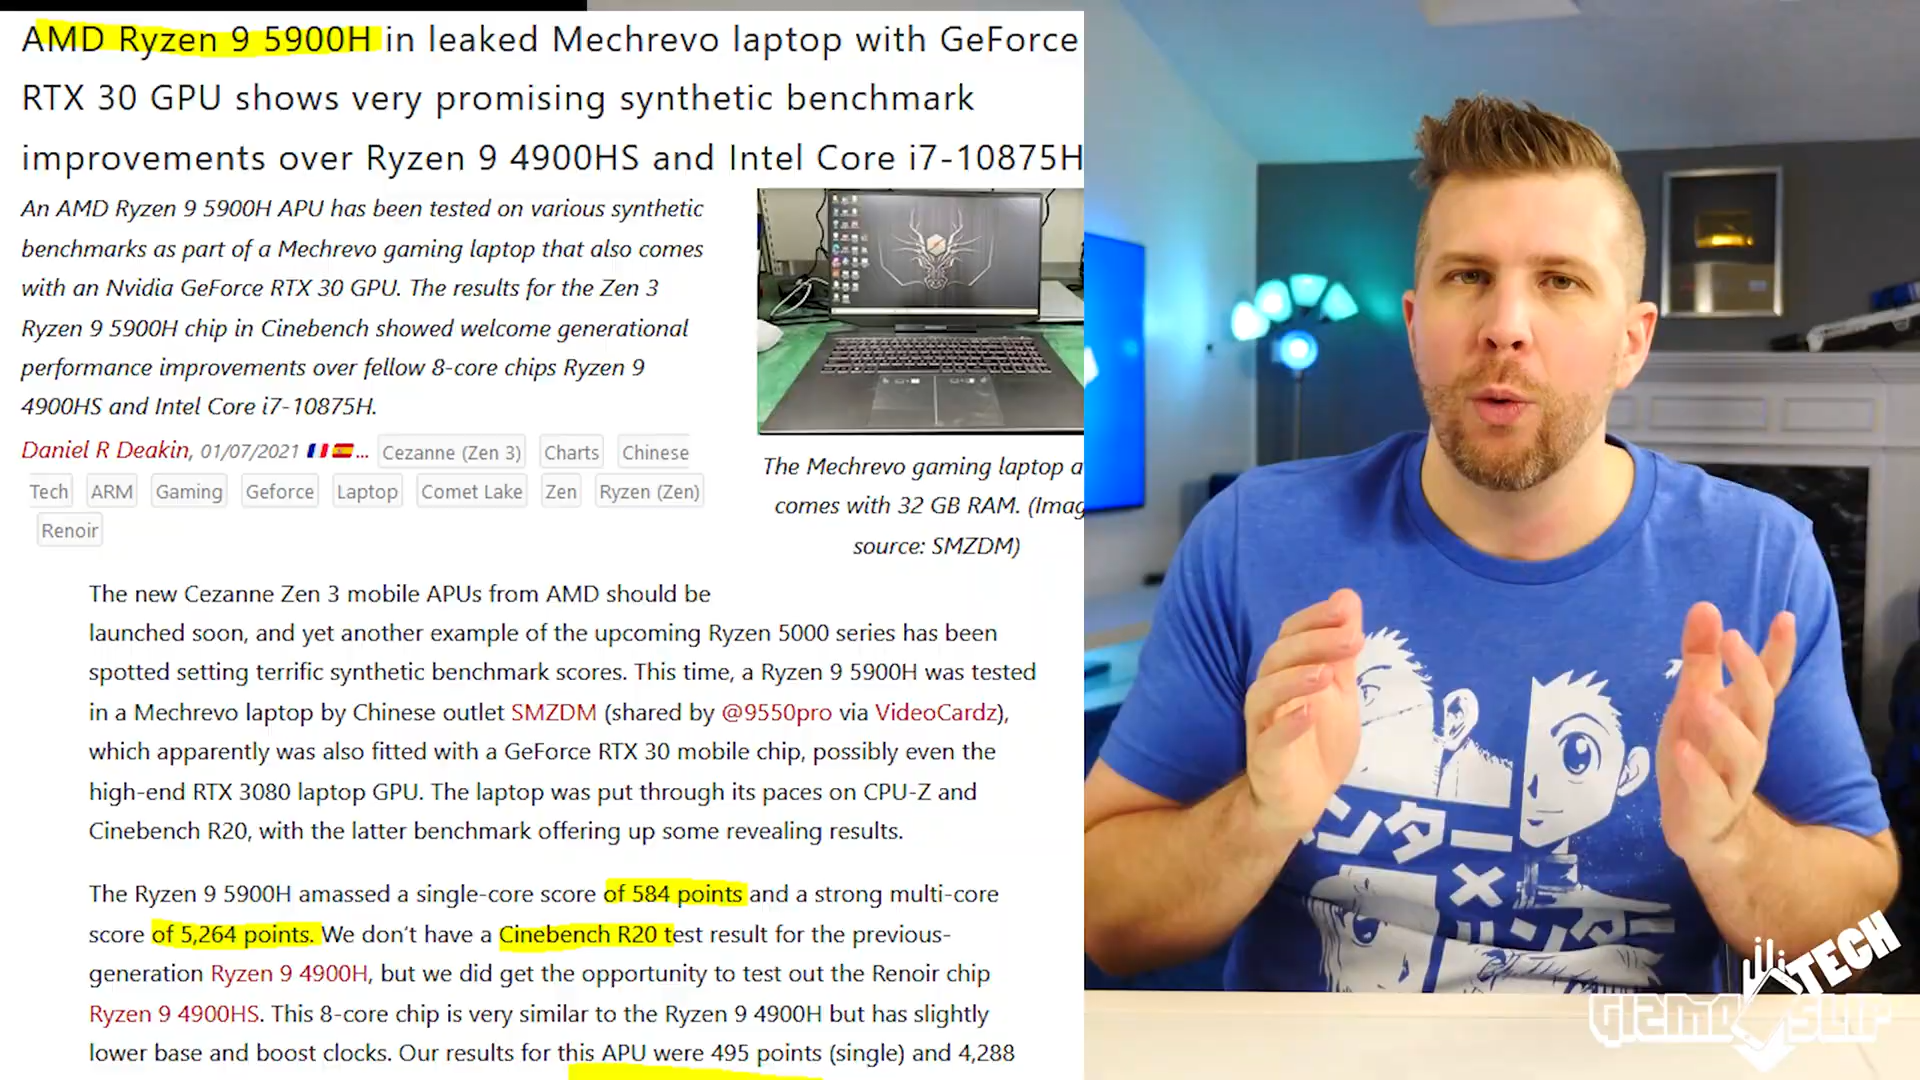 AMD Ryzen 9 5900H in leaked Mechrevo laptop with GeForce
RTX 30 GPU shows very promising synthetic benchmark
improvements over Ryzen 9 4900HS and Intel Core i7-10875H
An AMD Ryzen 9 5900H APU has been tested on various synthetic
benchmarks as part of a Mechrevo gaming laptop that also comes
with an Nvidia GeForce RTX 30 GPU. The results for the Zen 3
Ryzen 9 5900H chip in Cinebench showed welcome generational
performance improvements over fellow 8-core chips Ryzen 9
4900HS and Intel Core i7-10875H.
Daniel R Deakin, 01/07/2021 ... Cezanne (Zen 3) Charts Chinese
Tech ARM Gaming Geforce Laptop Comet Lake Zen Ryzen (Zen)
Renoir
The Mechrevo gaming laptop a
comes with 32 GB RAM. (Imag
source: SMZDM)
The new Cezanne Zen 3 mobile APUs from AMD should be
launched soon, and yet another example of the upcoming Ryzen 5000 series has been
spotted setting terrific synthetic benchmark scores. This time, a Ryzen 9 5900H was tested
in a Mechrevo laptop by Chinese outlet SMZDM (shared by @9550pro via VideoCardz),
which apparently was also fitted with a GeForce RTX 30 mobile chip, possibly even the
high-end RTX 3080 laptop GPU. The laptop was put through its paces on CPU-Z and
Cinebench R20, with the latter benchmark offering up some revealing results.
The Ryzen 9 5900H amassed a single-core score of 584 points and a strong multi-core
score of 5,264 points. We don't have a Cinebench R20 test result for the previous-
generation Ryzen 9 4900H, but we did get the opportunity to test out the Renoir chip
Ryzen 9 4900HS. This 8-core chip is very similar to the Ryzen 9 4900H but has slightly
lower base and boost clocks. Our results for this APU were 495 points (single) and 4,288
ハンター
×
ハンター
TECH
GIZMO SLIP